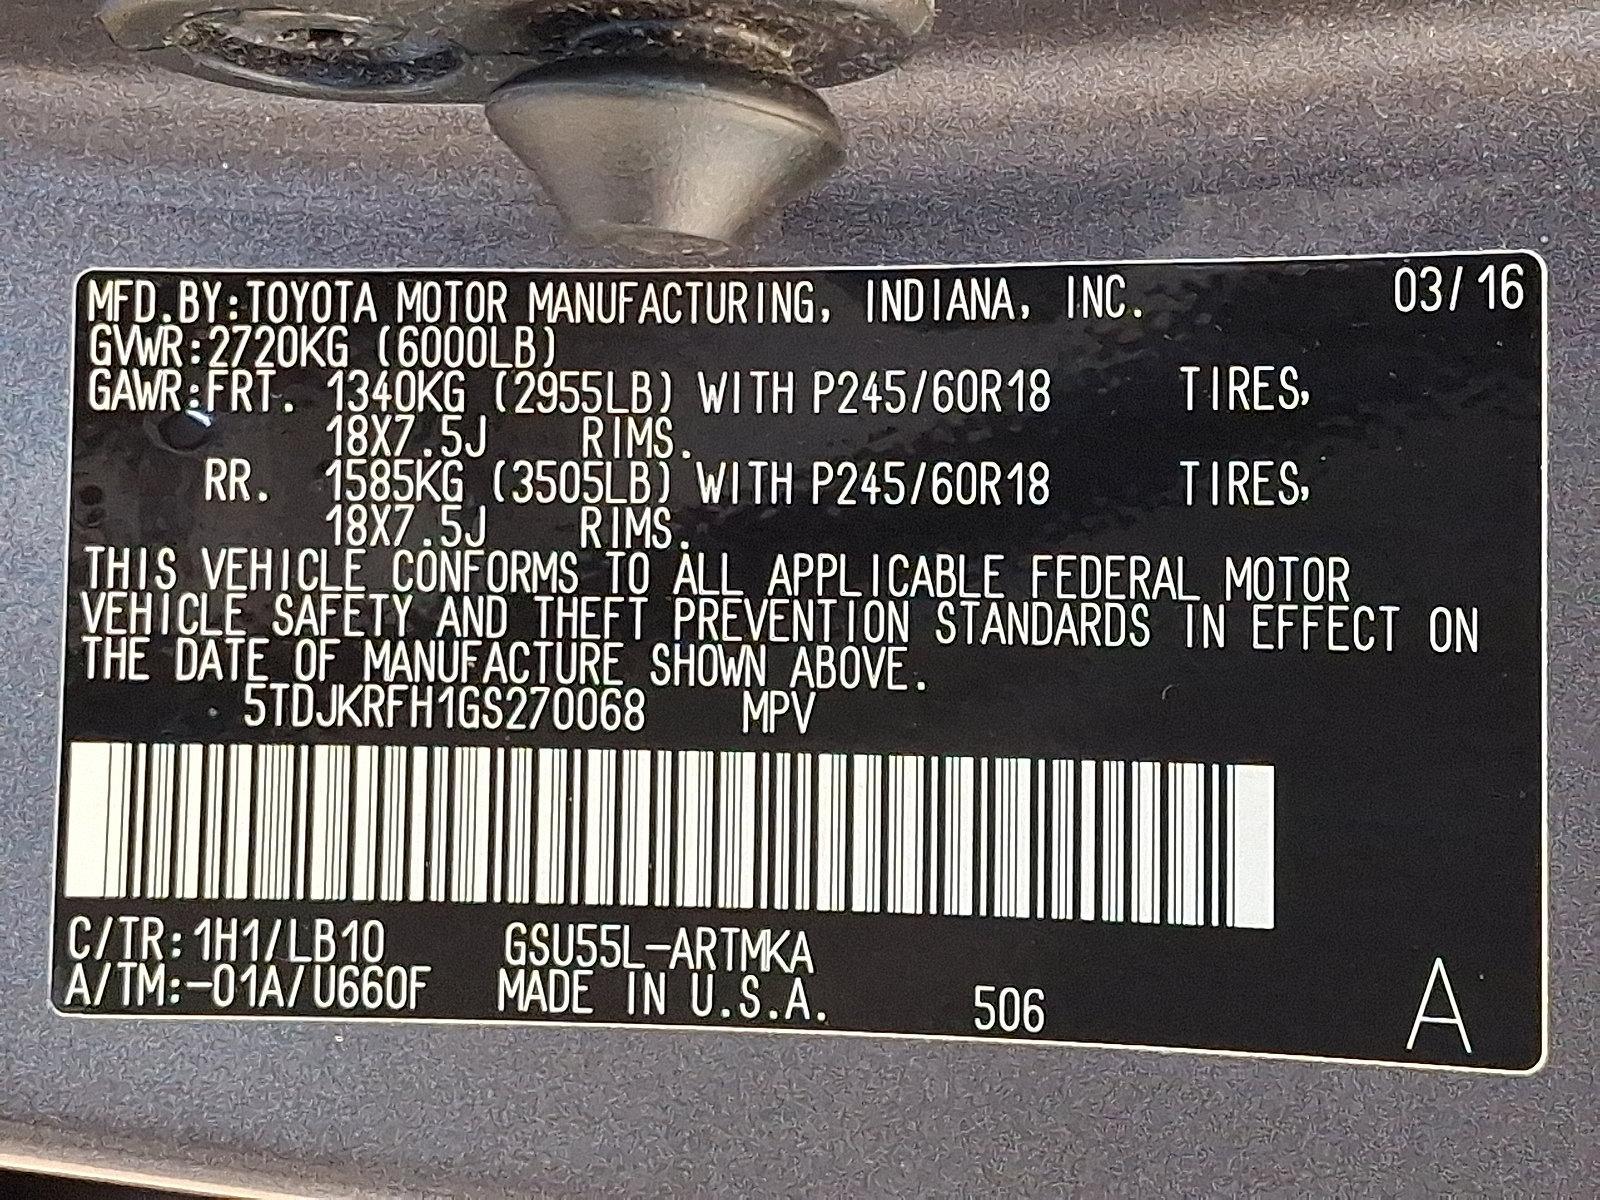 MFD.BY:TOYOTA MOTOR MANUFACTURING, INDIANA, INC. 03/16
GVWR:2720KG (6000LB)
GAWR:FRT. 1340KG (2955LB) WITH P245/60R18 TIRES,
18X7.5J RIMS.
RR. 1585KG (3505LB) WITH P245/60R18 TIRES,
18X7.5J RIMS.
THIS VEHICLE CONFORMS TO ALL APPLICABLE FEDERAL MOTOR
VEHICLE SAFETY AND THEFT PREVENTION STANDARDS IN EFFECT ON
THE DATE OF MANUFACTURE SHOWN ABOVE.
5TDJKRFH1GS270068 MPV
C/TR:1H1/LB10 GSU55L-ARTMKA
A/TM:-01A/U660F MADE IN U.S.A. 506 A